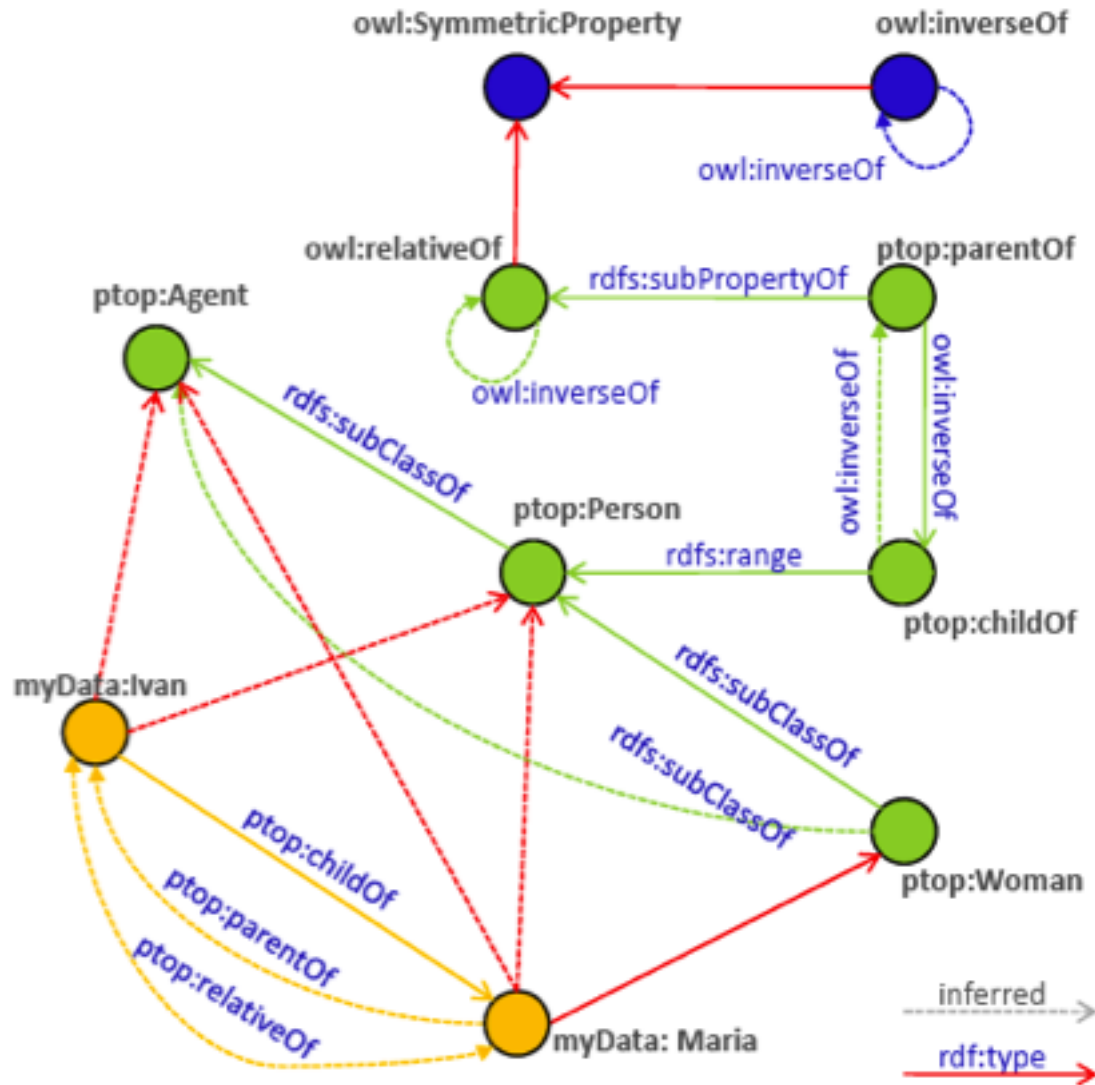 owl:SymmetricProperty
owl:inverseOf
owl:inverseOf
owl:relativeOf
ptop:parentOf
rdfs:subPropertyOf
ptop:Agent
owl:inverseOf
owl:inverseOf
owl:inverseOf
rdfs:subClassOf
ptop:Person
rdfs:range
ptop:childOf
myData:Ivan
rdfs:subClassOf
rdfs:subClassOf
ptop:childOf
ptop:parentOf
ptop:relativeOf
ptop:Woman
myData: Maria
inferred
rdf:type